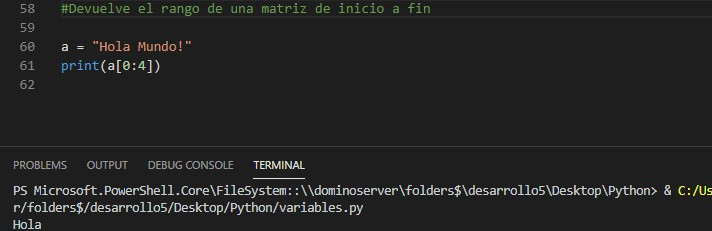 58 #Devuelve el rango de una matriz de inicio a fin
59
60 a = "Hola Mundo!"
61 print(a[0:4])
62
PROBLEMS OUTPUT DEBUG CONSOLE TERMINAL
PS Microsoft.PowerShell.Core\FileSystem::\\dominoserver\folders$\desarrollo5\Desktop\Python> & C:/Us
r/folders$/desarrollo5/Desktop/Python/variables.py
Hola